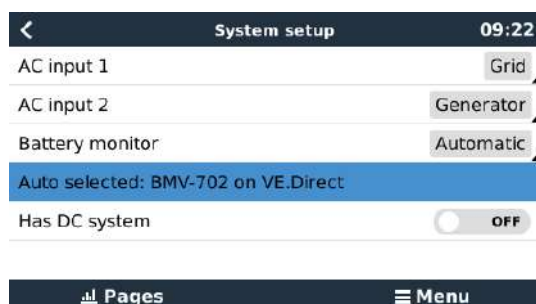 System setup 09:22
AC input 1 Grid
AC input 2 Generator
Battery monitor Automatic
Auto selected: BMV-702 on VE.Direct
Has DC system OFF
Pages Menu